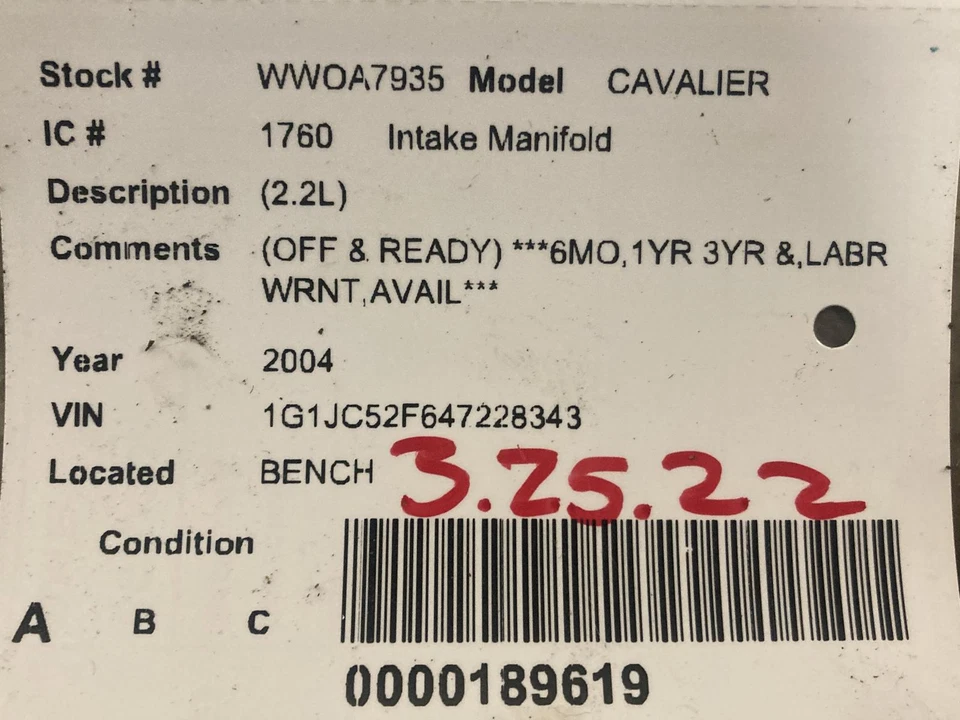 Stock # WWOA7935 Model CAVALIER
IC # 1760 Intake Manifold
Description (2.2L)
Comments (OFF & READY) ***6MO,1YR 3YR &,LABR
WRNT,AVAIL***
Year 2004
VIN 1G1JC52F647228343
Located BENCH 3.25.22
Condition
A B C
0000189619